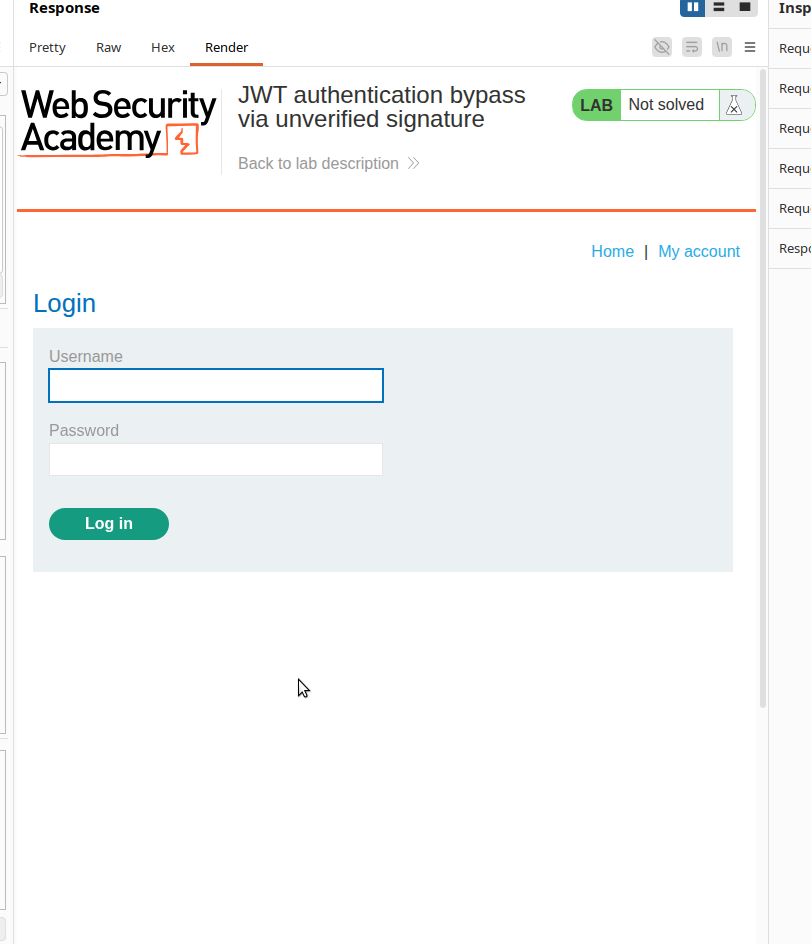 Response
Insp
Pretty
Raw
Hex
Render
\n
Requ
Requ
Requ
Requ
Requ
Respo
Web Security
Academy
JWT authentication bypass
via unverified signature
LAB
Not solved
Back to lab description
Home | My account
Login
Username
Password
Log in